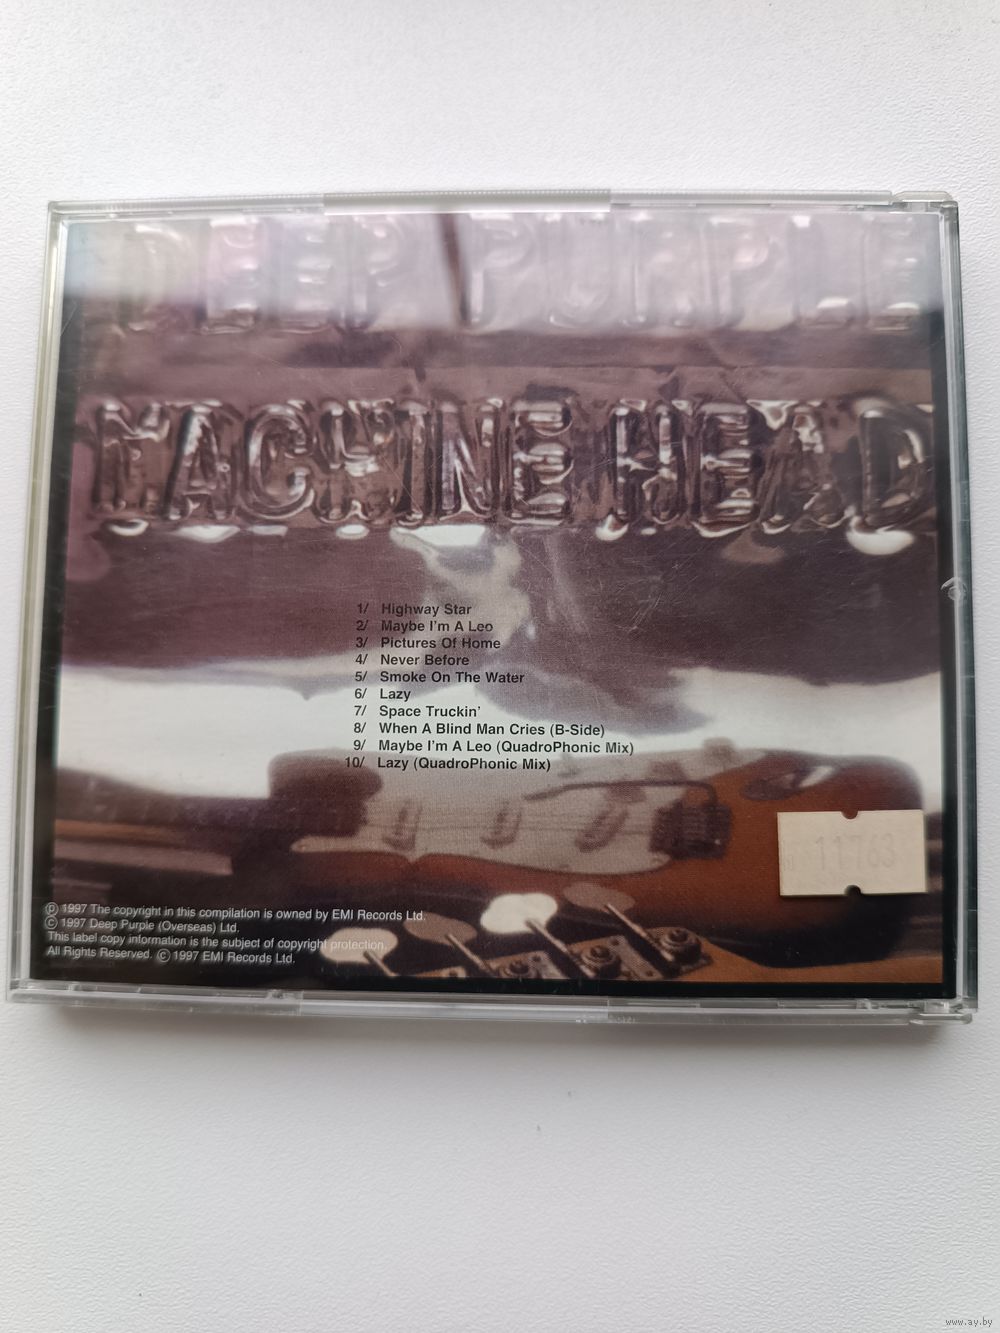 DEEP PURPLE
MACHINE HEAD
1/ Highway Star
2/ Maybe I'm A Leo
3/ Pictures Of Home
4/ Never Before
5/ Smoke On The Water
6/ Lazy
7/ Space Truckin'
8/ When A Blind Man Cries (B-Side)
9/ Maybe I'm A Leo (QuadroPhonic Mix)
10/ Lazy (QuadroPhonic Mix)
11763
℗ 1997 The copyright in this compilation is owned by EMI Records Ltd.
© 1997 Deep Purple (Overseas) Ltd.
This label copy information is the subject of copyright protection.
All Rights Reserved. © 1997 EMI Records Ltd.
www.ay.by